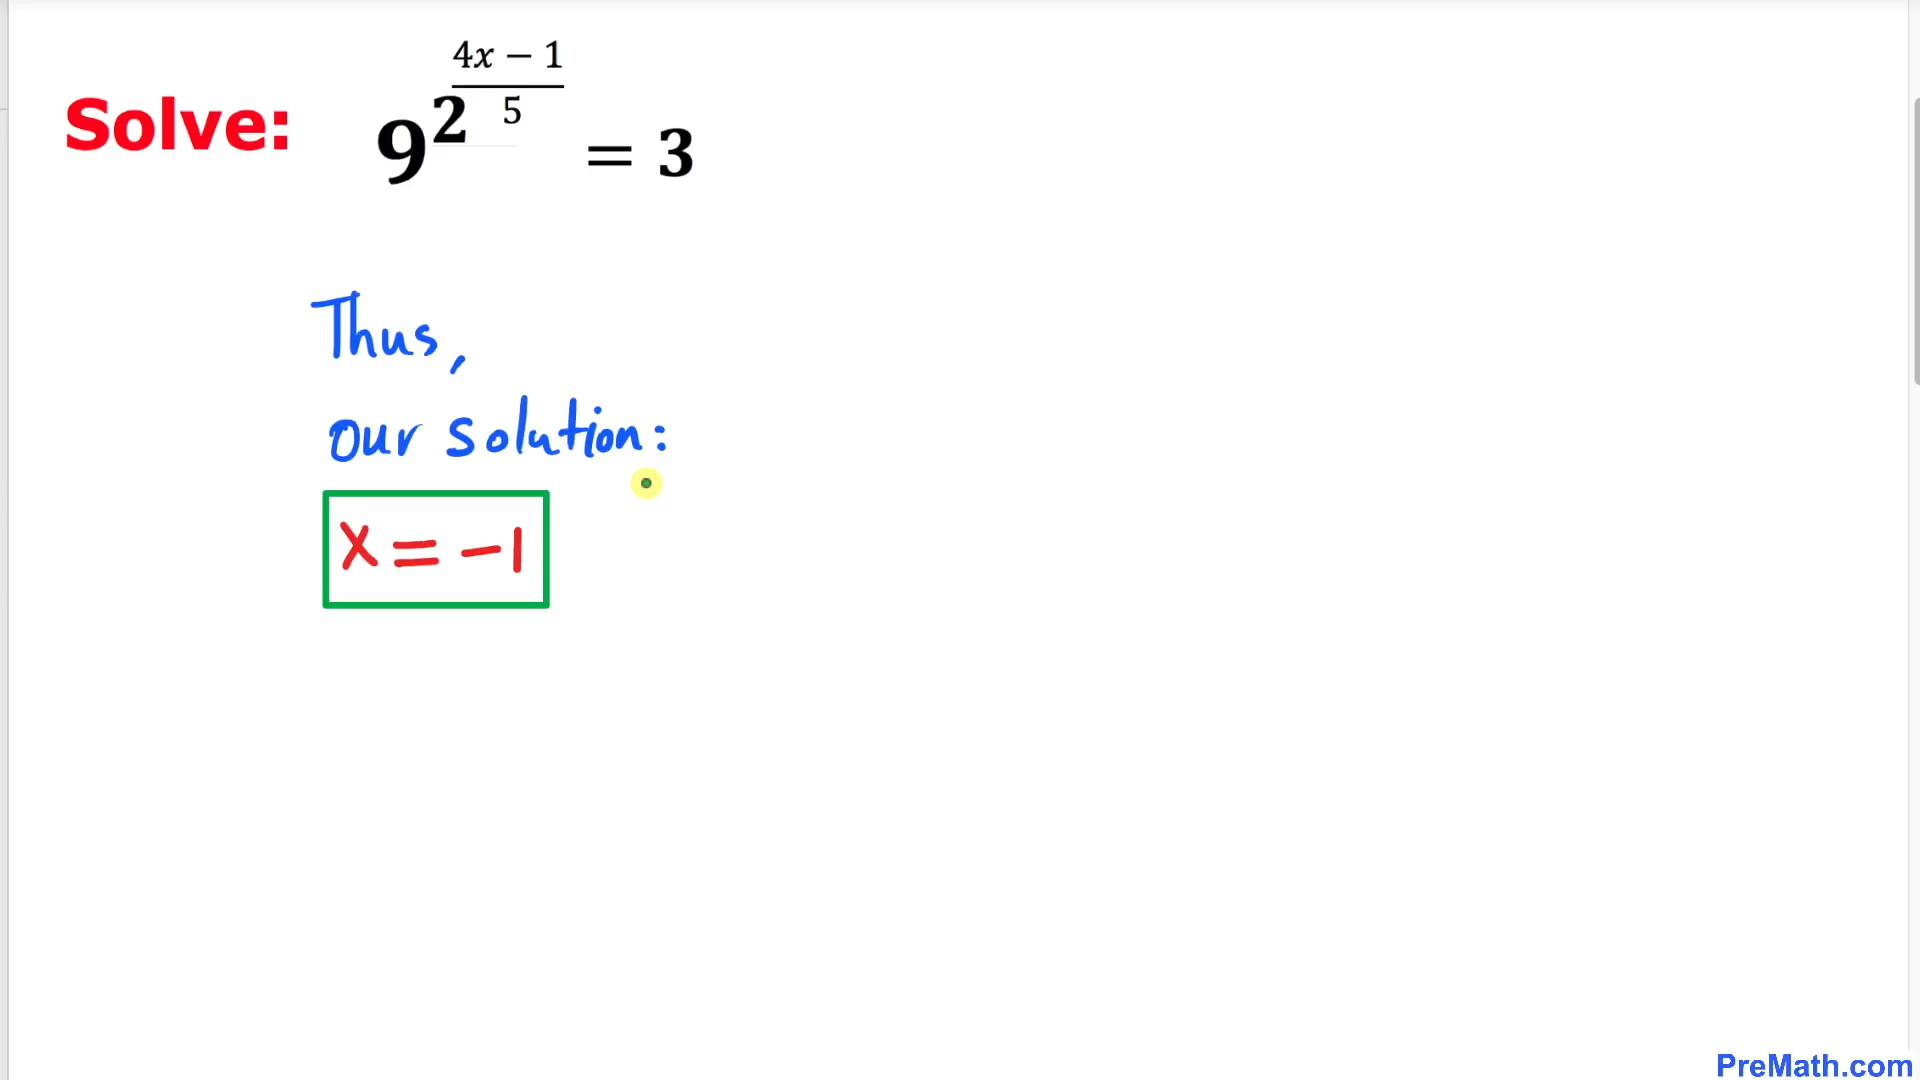 Solve: 9^2^((4x − 1)/5) = 3
Thus,
our solution:
x = -1
PreMath.com